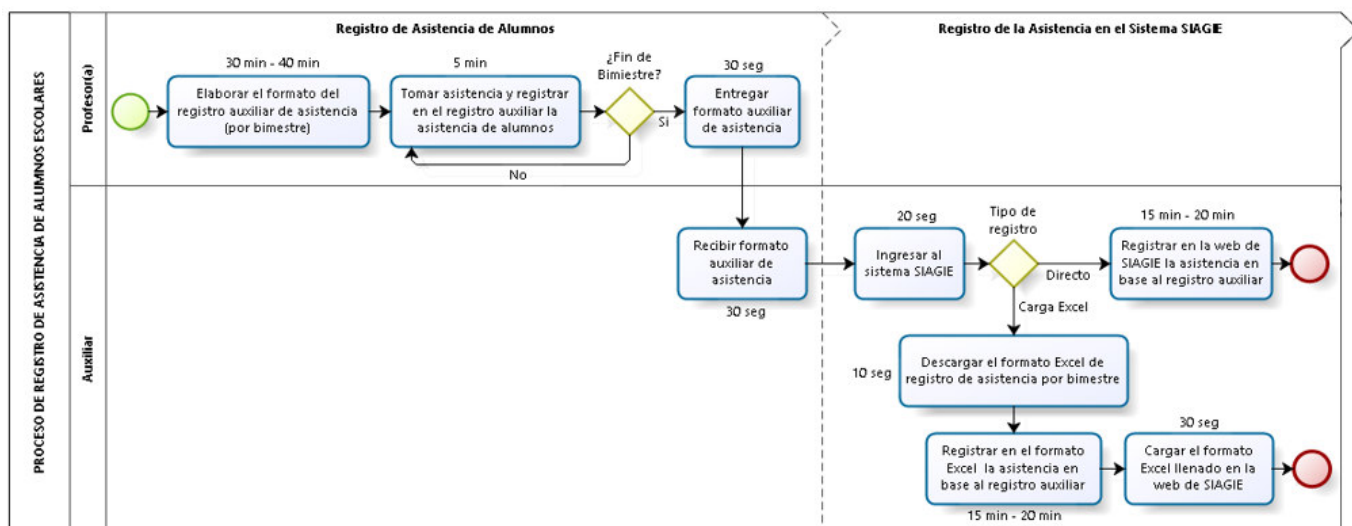 PROCESO DE REGISTRO DE ASISTENCIA DE ALUMNOS ESCOLARES
Registro de Asistencia de Alumnos
Registro de la Asistencia en el Sistema SIAGIE
Profesor(a)
30 min - 40 min
Elaborar el formato del
registro auxiliar de asistencia
(por bimestre)
5 min
Tomar asistencia y registrar
en el registro auxiliar la
asistencia de alumnos
¿Fin de
Bimiestre?
Si
No
30 seg
Entregar
formato auxiliar
de asistencia
Auxiliar
Recibir formato
auxiliar de
asistencia
30 seg
20 seg
Ingresar al
sistema SIAGIE
Tipo de
registro
Directo
Carga Excel
15 min - 20 min
Registrar en la web de
SIAGIE la asistencia en
base al registro auxiliar
10 seg
Descargar el formato Excel de
registro de asistencia por bimestre
Registrar en el formato
Excel la asistencia en
base al registro auxiliar
15 min - 20 min
30 seg
Cargar el formato
Excel llenado en la
web de SIAGIE